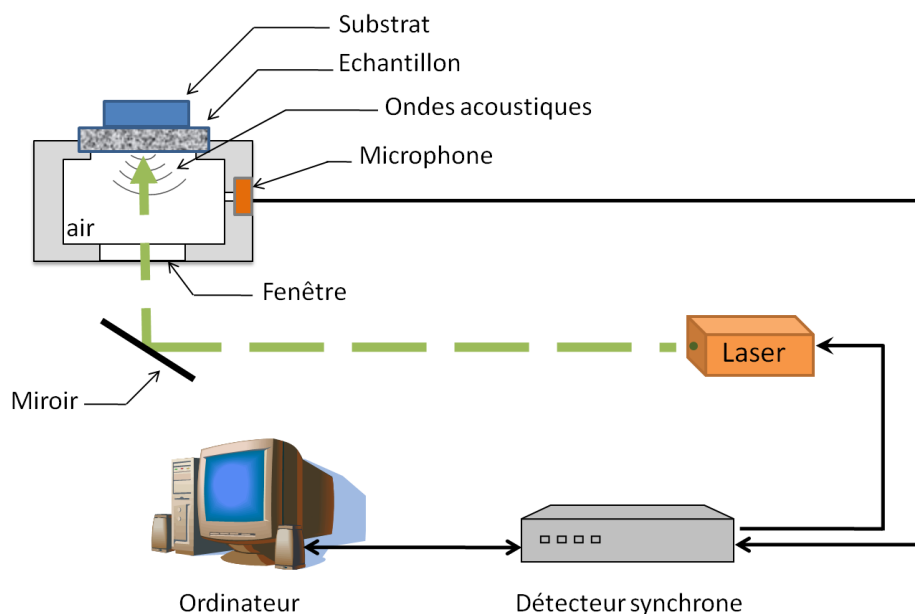 Substrat
Echantillon
Ondes acoustiques
Microphone
air
Fenêtre
Laser
Miroir
Ordinateur
Détecteur synchrone